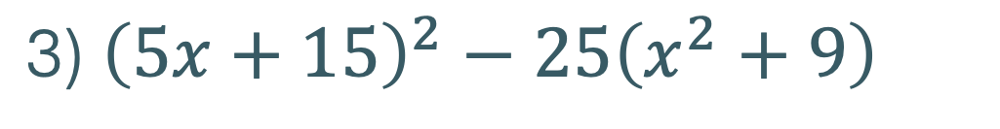 3) (5x + 15)² − 25(x² + 9)